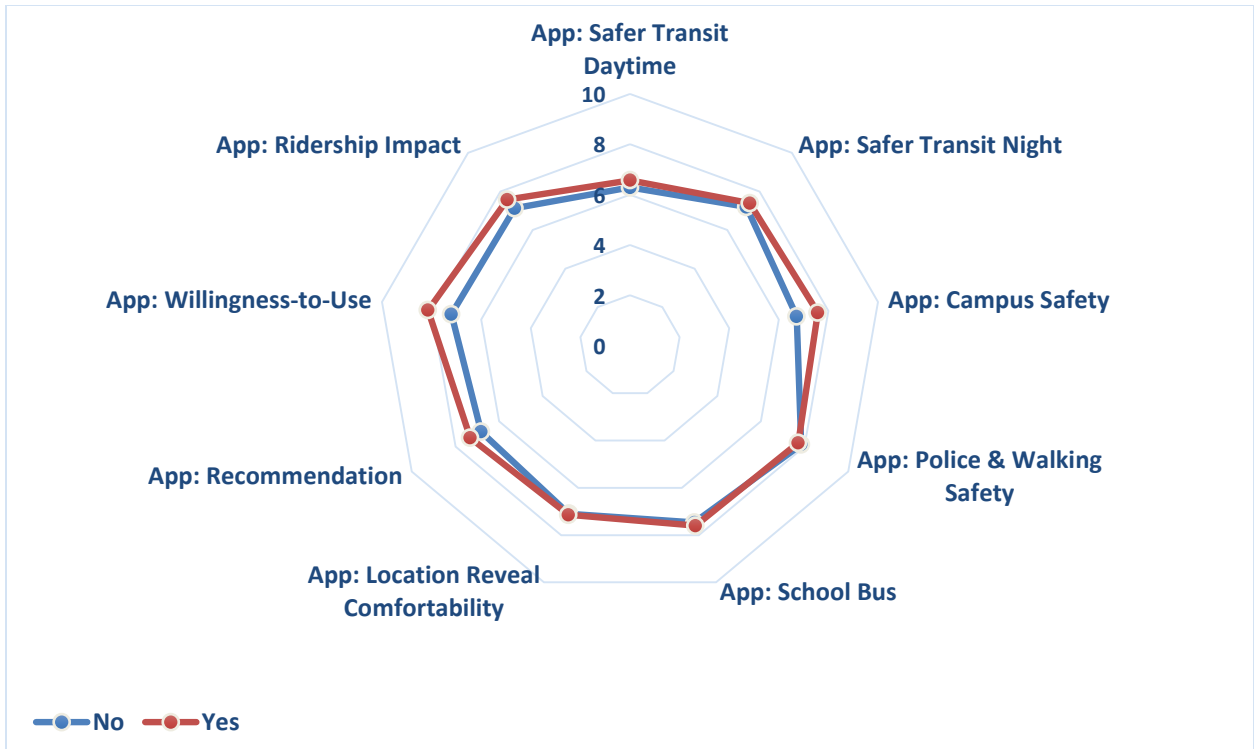 App: Safer Transit
Daytime
10
8
6
4
2
0
App: Ridership Impact
App: Safer Transit Night
App: Willingness-to-Use
App: Campus Safety
App: Recommendation
App: Police & Walking
Safety
App: Location Reveal
Comfortability
App: School Bus
No
Yes